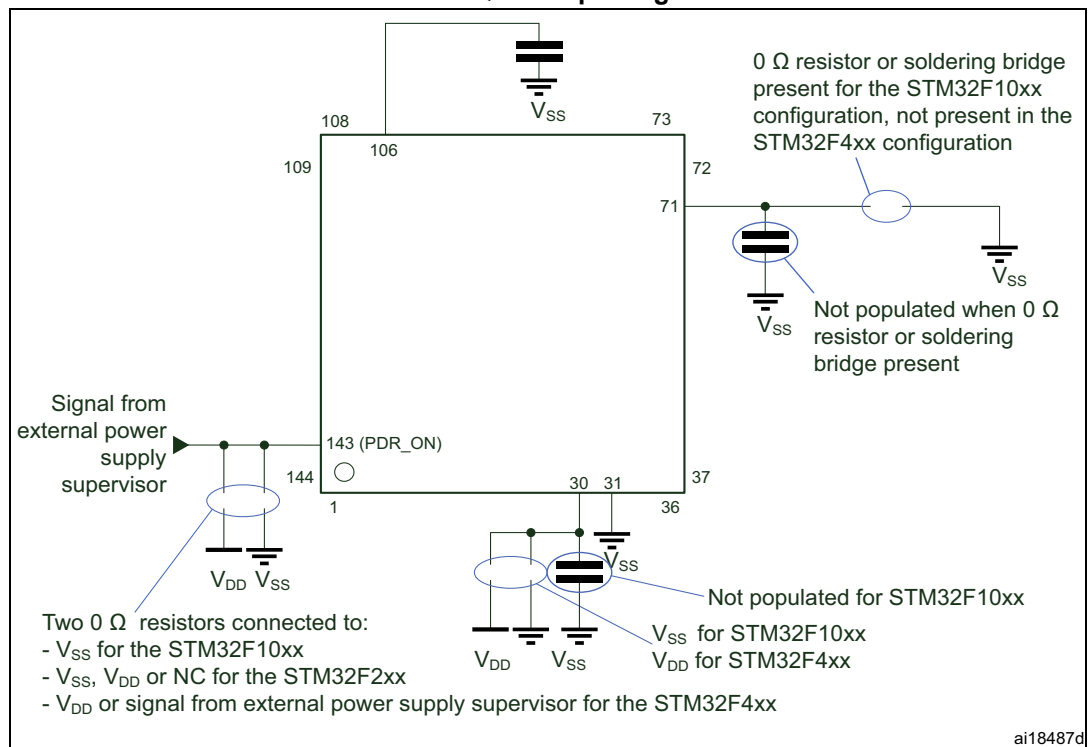 0 Ω resistor or soldering bridge
present for the STM32F10xx
configuration, not present in the
STM32F4xx configuration
VSS
108
73
106
109
72
71
VSS
VSS
Not populated when 0 Ω
resistor or soldering
bridge present
Signal from
external power
supply
supervisor
143 (PDR_ON)
144
1
30 31
36
37
VSS
VDD VSS
Not populated for STM32F10xx
VSS for STM32F10xx
VDD for STM32F4xx
VDD
VSS
Two 0 Ω resistors connected to:
- VSS for the STM32F10xx
- VSS, VDD or NC for the STM32F2xx
- VDD or signal from external power supply supervisor for the STM32F4xx
ai18487d